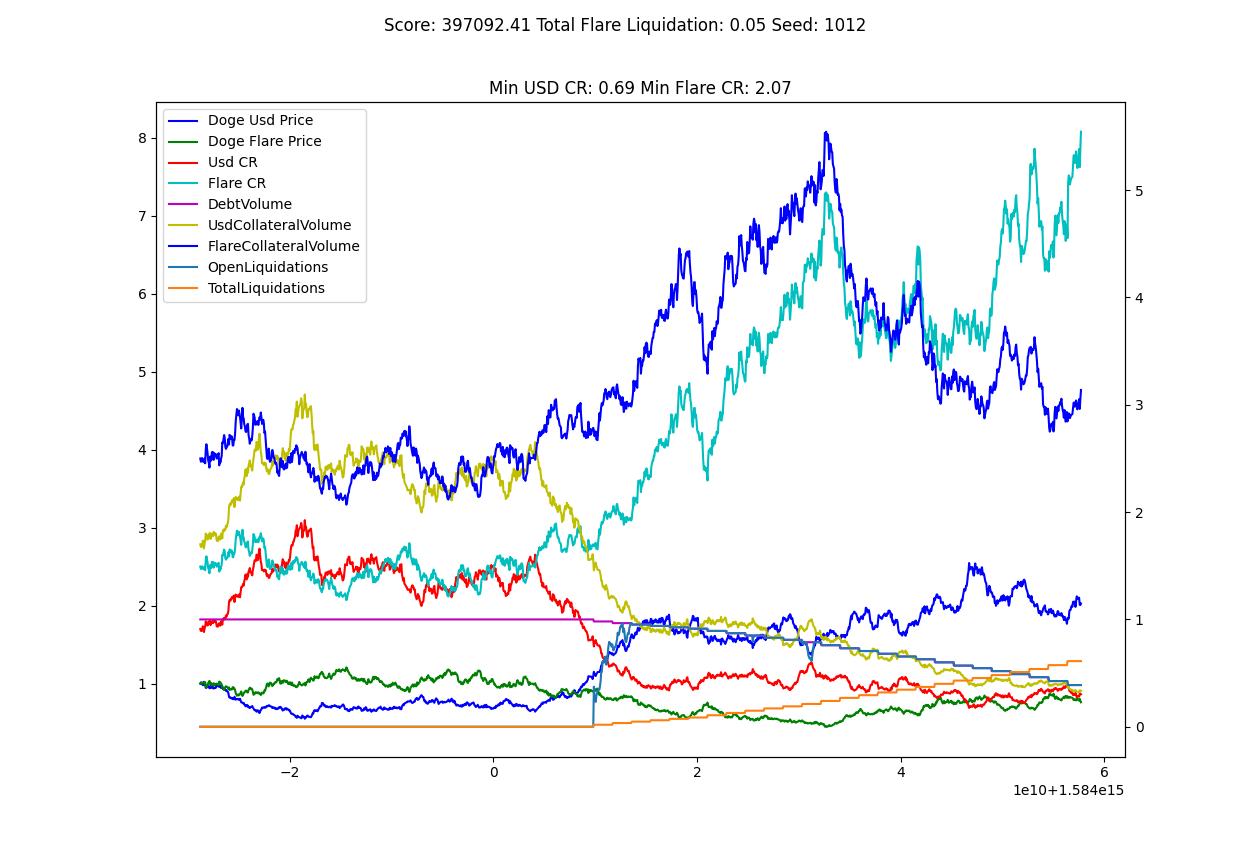 Score: 397092.41 Total Flare Liquidation: 0.05 Seed: 1012
Min USD CR: 0.69 Min Flare CR: 2.07
Doge Usd Price
Doge Flare Price
Usd CR
Flare CR
DebtVolume
UsdCollateralVolume
FlareCollateralVolume
OpenLiquidations
TotalLiquidations
8
7
6
5
4
3
2
1
5
4
3
2
1
0
−2
0
2
4
6
1e10+1.584e15